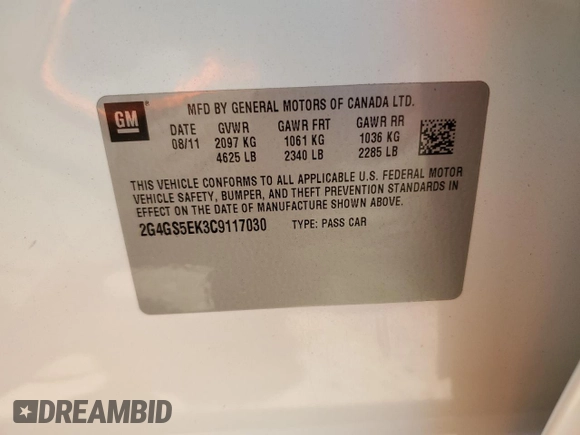 GM
MFD BY GENERAL MOTORS OF CANADA LTD.
DATE GVWR GAWR FRT GAWR RR
08/11 2097 KG 1061 KG 1036 KG
4625 LB 2340 LB 2285 LB
THIS VEHICLE CONFORMS TO ALL APPLICABLE U.S. FEDERAL MOTOR
VEHICLE SAFETY, BUMPER, AND THEFT PREVENTION STANDARDS IN
EFFECT ON THE DATE OF MANUFACTURE SHOWN ABOVE.
2G4GS5EK3C9117030 TYPE: PASS CAR
DREAMBID